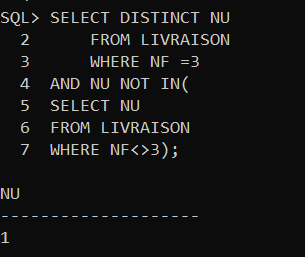 SQL> SELECT DISTINCT NU
2 FROM LIVRAISON
3 WHERE NF =3
4 AND NU NOT IN(
5 SELECT NU
6 FROM LIVRAISON
7 WHERE NF<>3);
NU
--------------------
1